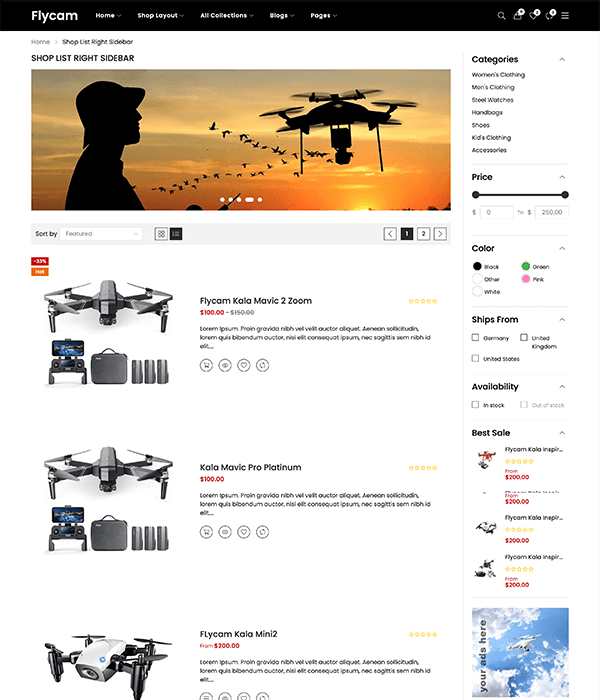 Flycam
Home Shop Layout All Collections Blogs Pages
Home > Shop List Right Sidebar
SHOP LIST RIGHT SIDEBAR
Sort by Featured
1 2
-33%
Hot
Flycam Kala Mavic 2 Zoom
$100.00 - $150.00
Lorem Ipsum. Proin gravida nibh vel velit auctor aliquet. Aenean sollicitudin,
lorem quis bibendum auctor, nisi elit consequat ipsum, nec sagittis sem nibh id
elit,...
Kala Mavic Pro Platinum
$100.00
Lorem Ipsum. Proin gravida nibh vel velit auctor aliquet. Aenean sollicitudin,
lorem quis bibendum auctor, nisi elit consequat ipsum, nec sagittis sem nibh id
elit,...
FLycam Kala Mini2
From $200.00
Lorem Ipsum. Proin gravida nibh vel velit auctor aliquet. Aenean sollicitudin,
lorem quis bibendum auctor, nisi elit consequat ipsum, nec sagittis sem nibh id
elit,...
Categories
Women's Clothing
Men's Clothing
Steel Watches
Handbags
Shoes
Kid's Clothing
Accessories
Price
$ 0 To $ 250,00
Color
Black Green
Other Pink
White
Ships From
Germany United Kingdom
United States
Availability
In stock Out of stock
Best Sale
Flycam Kala Inspir...
From
$200.00
From
$200.00
Flycam Kala Inspir...
$200.00
Flycam Kala Inspir...
From
$200.00
your ads here